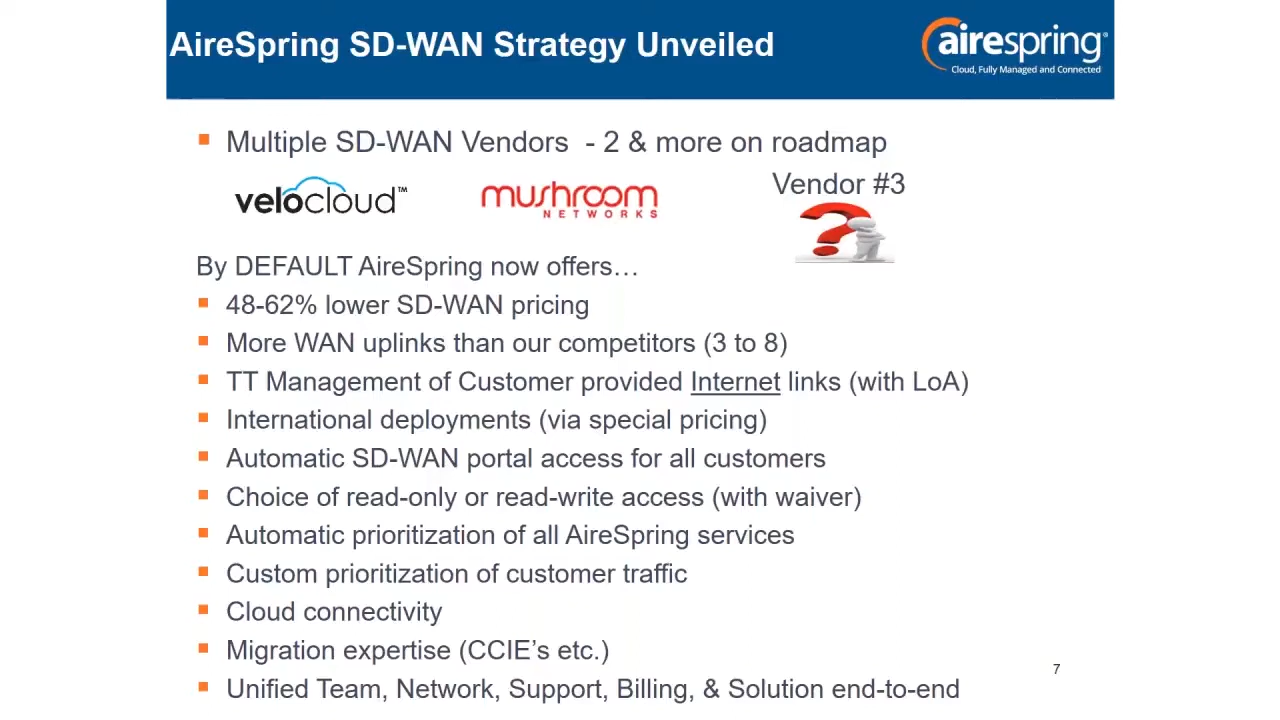 AireSpring SD-WAN Strategy Unveiled
airespring®
Cloud, Fully Managed and Connected
▪ Multiple SD-WAN Vendors - 2 & more on roadmap
velocloud™
mushroom
NETWORKS
Vendor #3
?
By DEFAULT AireSpring now offers…
▪ 48-62% lower SD-WAN pricing
▪ More WAN uplinks than our competitors (3 to 8)
▪ TT Management of Customer provided Internet links (with LoA)
▪ International deployments (via special pricing)
▪ Automatic SD-WAN portal access for all customers
▪ Choice of read-only or read-write access (with waiver)
▪ Automatic prioritization of all AireSpring services
▪ Custom prioritization of customer traffic
▪ Cloud connectivity
▪ Migration expertise (CCIE’s etc.)
▪ Unified Team, Network, Support, Billing, & Solution end-to-end
7